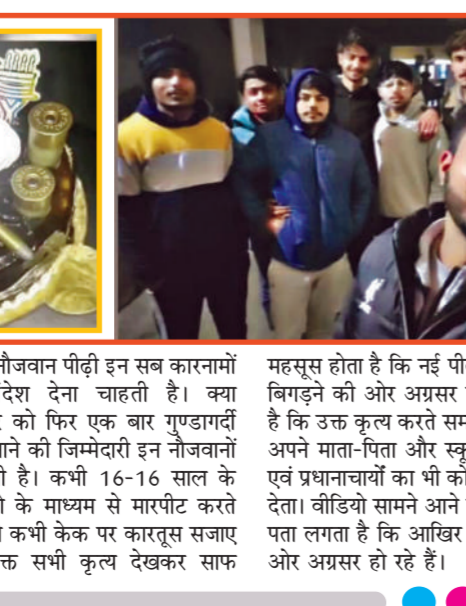 नौजवान पीढ़ी इन सब कारनामों
देश देना चाहती है। क्या
को फिर एक बार गुण्डागर्दी
की जिम्मेदारी इन नौजवानों
है। कभी 16-16 साल के
के माध्यम से मारपीट करते
कभी केक पर कारतूस सजाए
सभी कृत्य देखकर साफ
महसूस होता है कि नई
बिगड़ने की ओर अग्रसर
है कि उक्त कृत्य करते
अपने माता-पिता और
एवं प्रधानाचार्यों का भी
देता। वीडियो सामने आने
पता लगता है कि आखिर
ओर अग्रसर हो रहे हैं।